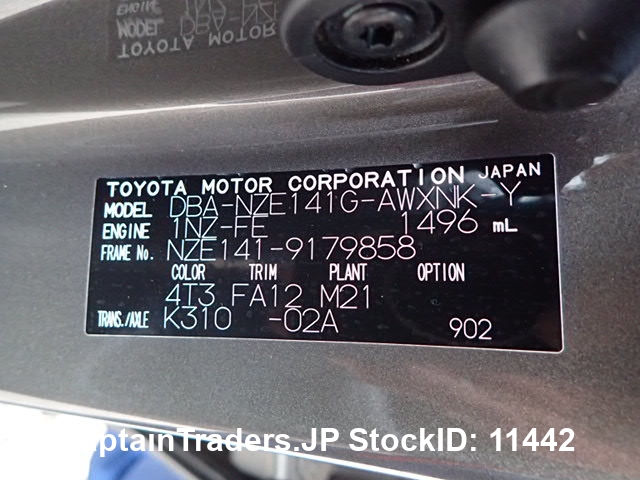 TOYOTA MOTOR CORPORATION JAPAN
MODEL DBA-NZE141G-AWXNK-Y
ENGINE 1NZ-FE 1496 mL
FRAME No. NZE141-9179858
COLOR TRIM PLANT OPTION
4T3 FA12 M21
TRANS./AXLE K310 -02A 902
ptainTraders.JP StockID: 11442